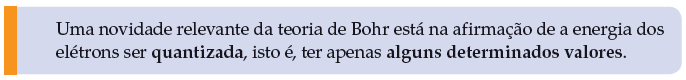 Uma novidade relevante da teoria de Bohr está na afirmação de a energia dos
elétrons ser quantizada, isto é, ter apenas alguns determinados valores.